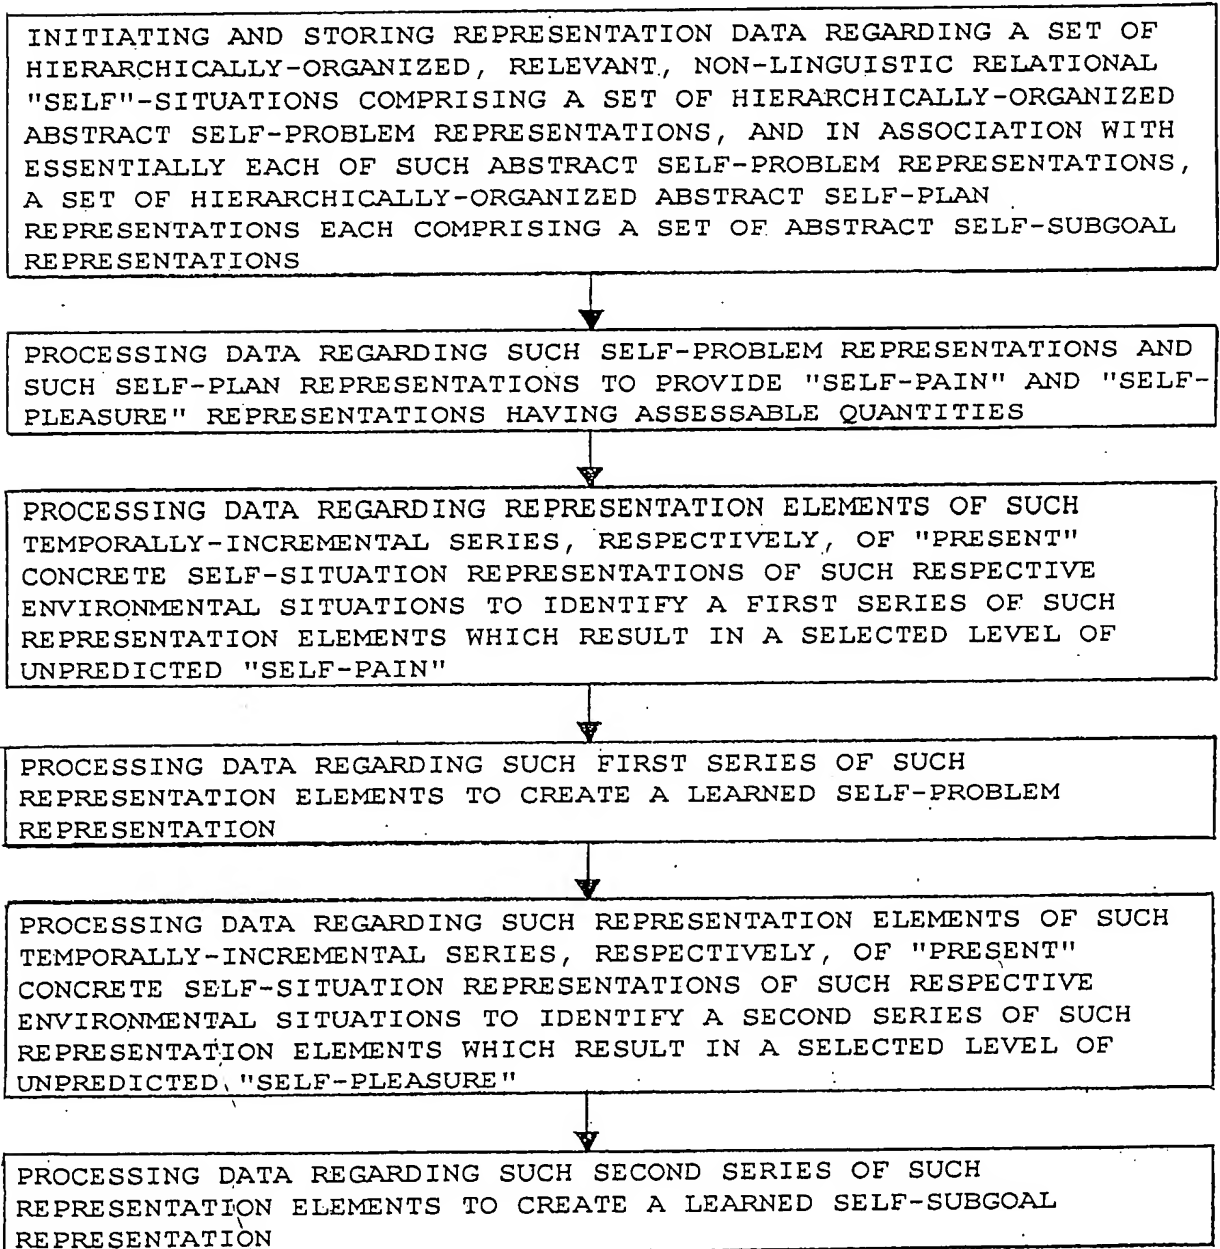 INITIATING AND STORING REPRESENTATION DATA REGARDING A SET OF
HIERARCHICALLY-ORGANIZED, RELEVANT, NON-LINGUISTIC RELATIONAL
"SELF"-SITUATIONS COMPRISING A SET OF HIERARCHICALLY-ORGANIZED
ABSTRACT SELF-PROBLEM REPRESENTATIONS, AND IN ASSOCIATION WITH
ESSENTIALLY EACH OF SUCH ABSTRACT SELF-PROBLEM REPRESENTATIONS,
A SET OF HIERARCHICALLY-ORGANIZED ABSTRACT SELF-PLAN
REPRESENTATIONS EACH COMPRISING A SET OF ABSTRACT SELF-SUBGOAL
REPRESENTATIONS
PROCESSING DATA REGARDING SUCH SELF-PROBLEM REPRESENTATIONS AND
SUCH SELF-PLAN REPRESENTATIONS TO PROVIDE "SELF-PAIN" AND "SELF-
PLEASURE" REPRESENTATIONS HAVING ASSESSABLE QUANTITIES
PROCESSING DATA REGARDING REPRESENTATION ELEMENTS OF SUCH
TEMPORALLY-INCREMENTAL SERIES, RESPECTIVELY, OF "PRESENT"
CONCRETE SELF-SITUATION REPRESENTATIONS OF SUCH RESPECTIVE
ENVIRONMENTAL SITUATIONS TO IDENTIFY A FIRST SERIES OF SUCH
REPRESENTATION ELEMENTS WHICH RESULT IN A SELECTED LEVEL OF
UNPREDICTED "SELF-PAIN"
PROCESSING DATA REGARDING SUCH FIRST SERIES OF SUCH
REPRESENTATION ELEMENTS TO CREATE A LEARNED SELF-PROBLEM
REPRESENTATION
PROCESSING DATA REGARDING SUCH REPRESENTATION ELEMENTS OF SUCH
TEMPORALLY-INCREMENTAL SERIES, RESPECTIVELY, OF "PRESENT"
CONCRETE SELF-SITUATION REPRESENTATIONS OF SUCH RESPECTIVE
ENVIRONMENTAL SITUATIONS TO IDENTIFY A SECOND SERIES OF SUCH
REPRESENTATION ELEMENTS WHICH RESULT IN A SELECTED LEVEL OF
UNPREDICTED "SELF-PLEASURE"
PROCESSING DATA REGARDING SUCH SECOND SERIES OF SUCH
REPRESENTATION ELEMENTS TO CREATE A LEARNED SELF-SUBGOAL
REPRESENTATION